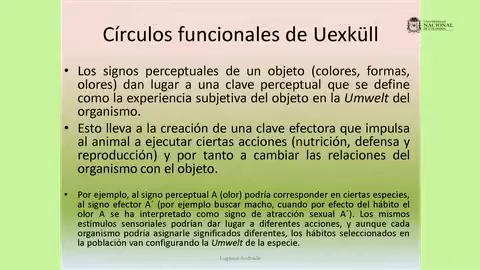 Círculos funcionales de Uexküll
UNIVERSIDAD
NACIONAL
DE COLOMBIA
• Los signos perceptuales de un objeto (colores, formas,
olores) dan lugar a una clave perceptual que se define
como la experiencia subjetiva del objeto en la Umwelt del
organismo.
• Esto lleva a la creación de una clave efectora que impulsa
al animal a ejecutar ciertas acciones (nutrición, defensa y
reproducción) y por tanto a cambiar las relaciones del
organismo con el objeto.
• Por ejemplo, al signo perceptual A (olor) podría corresponder en ciertas especies,
al signo efector A´ (por ejemplo buscar macho, cuando por efecto del hábito el
olor A se ha interpretado como signo de atracción sexual A´). Los mismos
estímulos sensoriales podrían dar lugar a diferentes acciones, y aunque cada
organismo podría asignarle significados diferentes, los hábitos seleccionados en
la población van configurando la Umwelt de la especie.
Eugenio Andrade